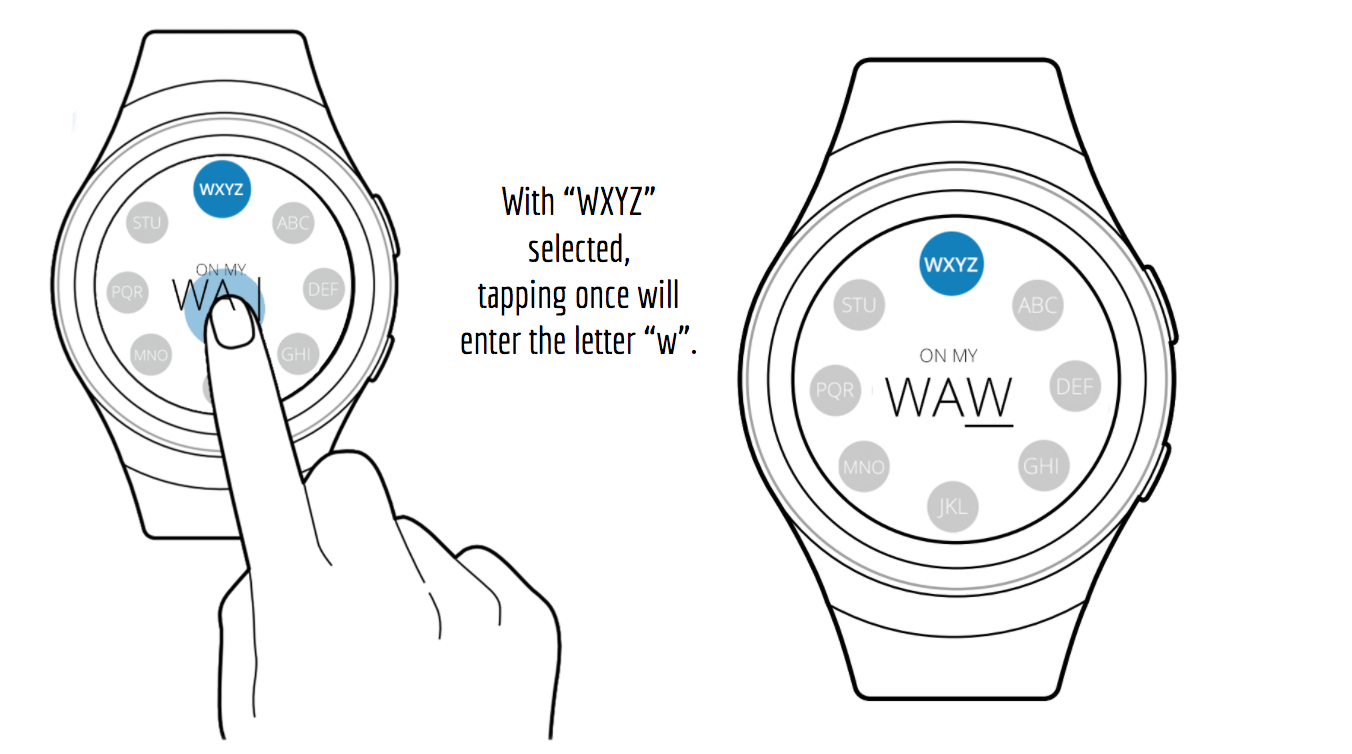 WXYZ
STU
ABC
ON MY
WA
PQR
DEF
MNO
GHI
With “WXYZ”
selected,
tapping once will
enter the letter “w”.
WXYZ
STU
ABC
ON MY
WAW
PQR
DEF
MNO
GHI
JKL